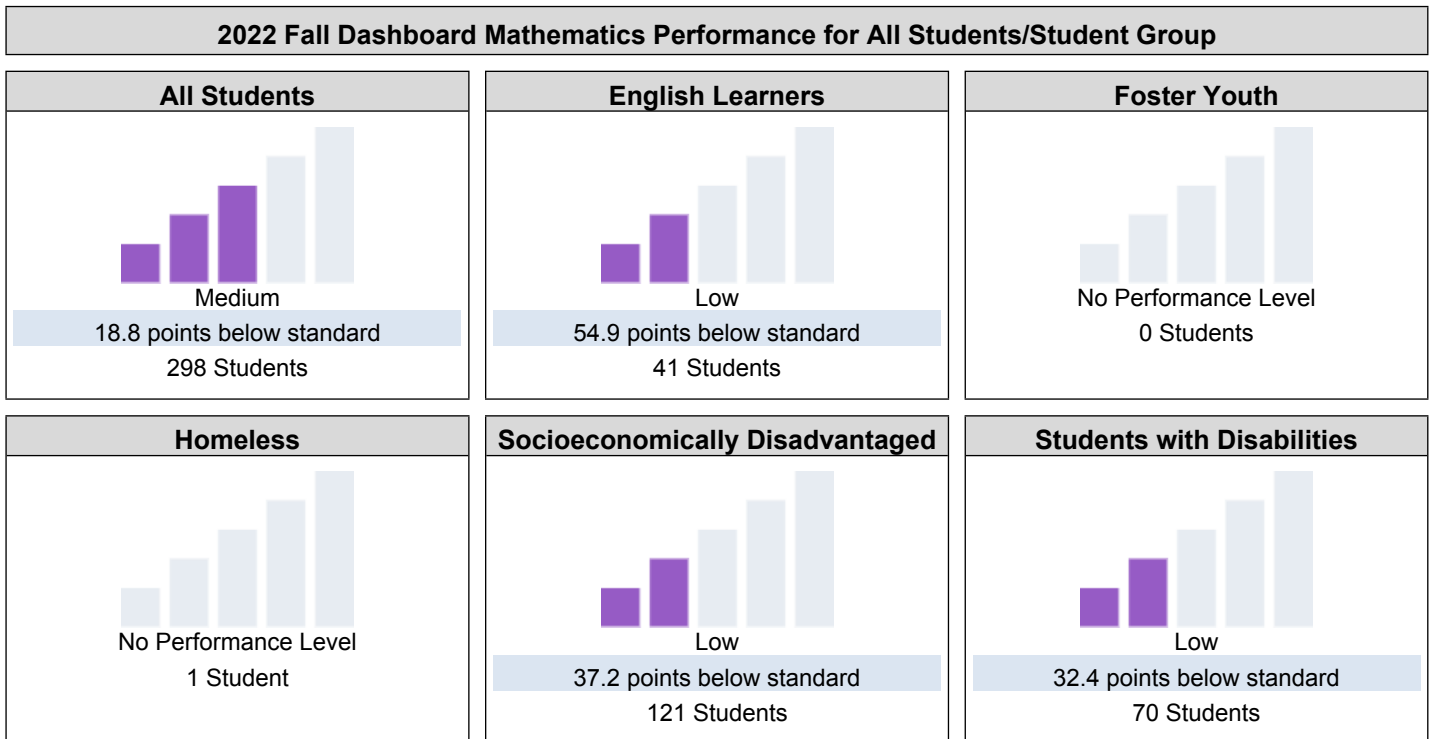 2022 Fall Dashboard Mathematics Performance for All Students/Student Group
All Students
Medium
18.8 points below standard
298 Students
English Learners
Low
54.9 points below standard
41 Students
Foster Youth
No Performance Level
0 Students
Homeless
No Performance Level
1 Student
Socioeconomically Disadvantaged
Low
37.2 points below standard
121 Students
Students with Disabilities
Low
32.4 points below standard
70 Students